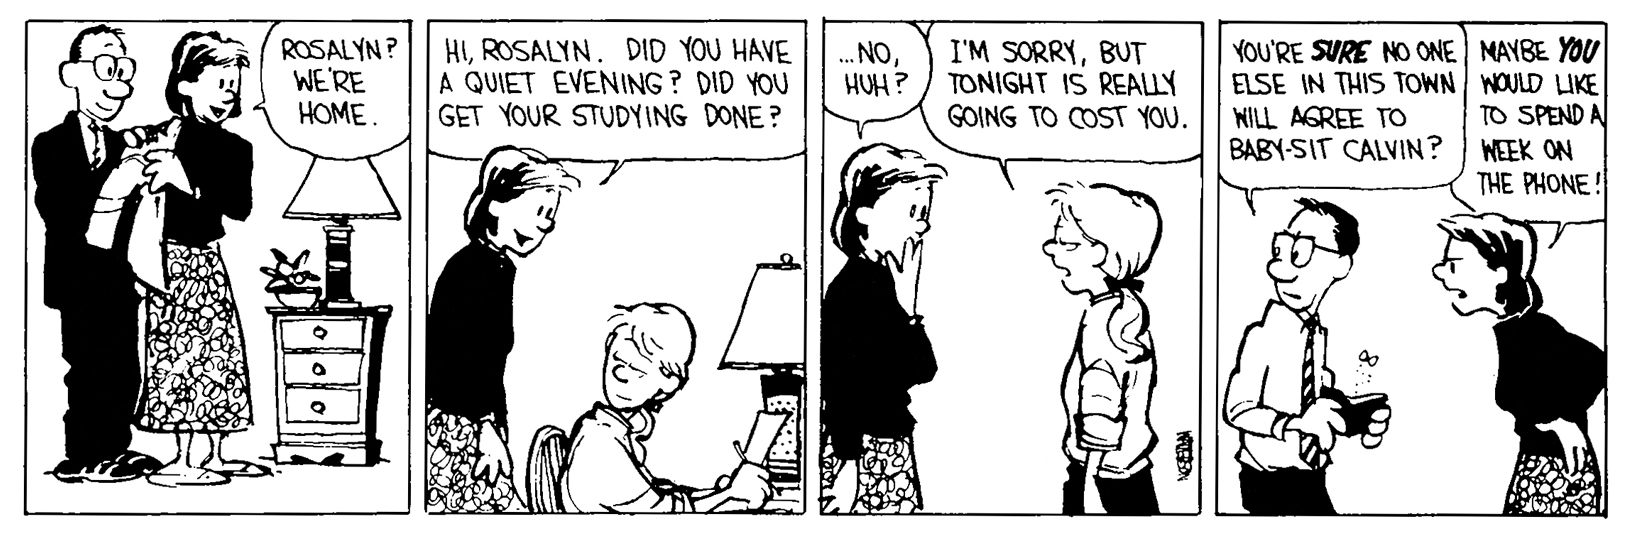 ROSALYN?
WE'RE
HOME.
HI, ROSALYN. DID YOU HAVE
A QUIET EVENING? DID YOU
GET YOUR STUDYING DONE?
...NO,
HUH?
I'M SORRY, BUT
TONIGHT IS REALLY
GOING TO COST YOU.
WATTERSON
YOU'RE SURE NO ONE
ELSE IN THIS TOWN
WILL AGREE TO
BABY-SIT CALVIN?
MAYBE YOU
WOULD LIKE
TO SPEND A
WEEK ON
THE PHONE!